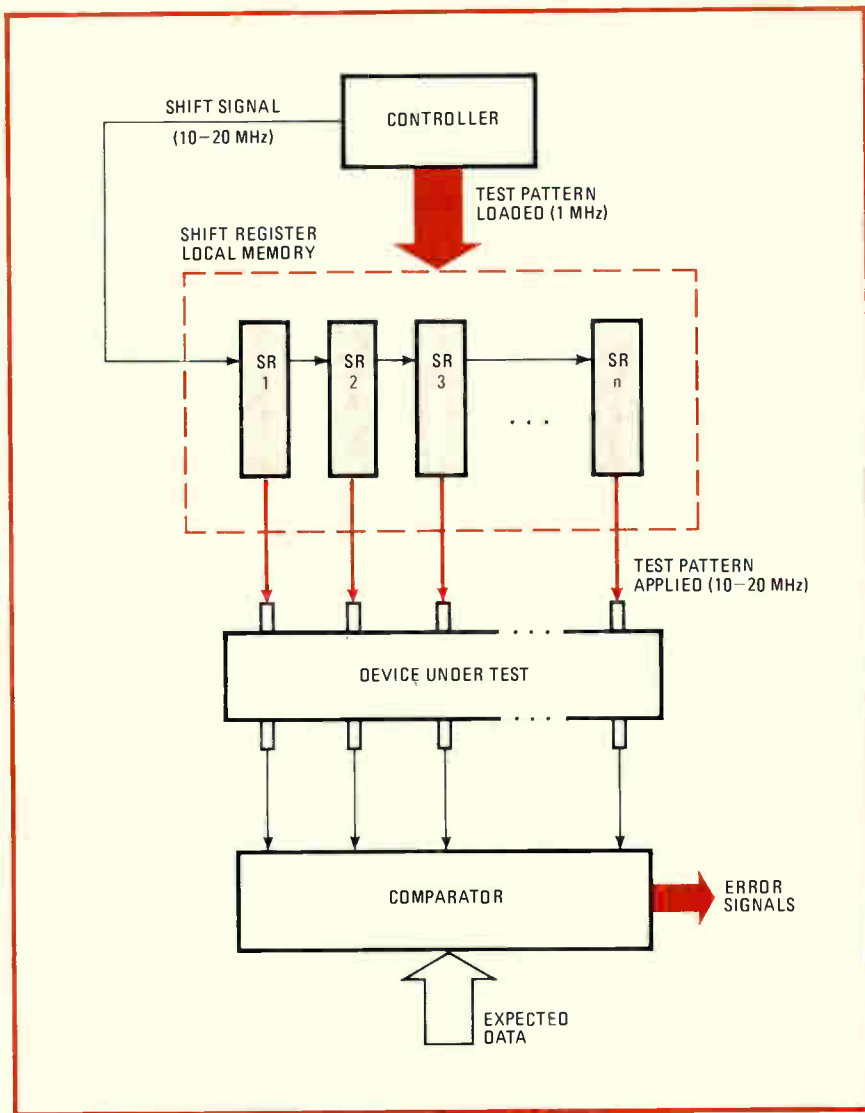 CONTROLLER
SHIFT SIGNAL
(10–20 MHz)
TEST PATTERN
LOADED (1 MHz)
SHIFT REGISTER
LOCAL MEMORY
SR
1
SR
2
SR
3
SR
n
. . .
TEST PATTERN
APPLIED (10–20 MHz)
. . .
DEVICE UNDER TEST
. . .
COMPARATOR
ERROR
SIGNALS
EXPECTED
DATA